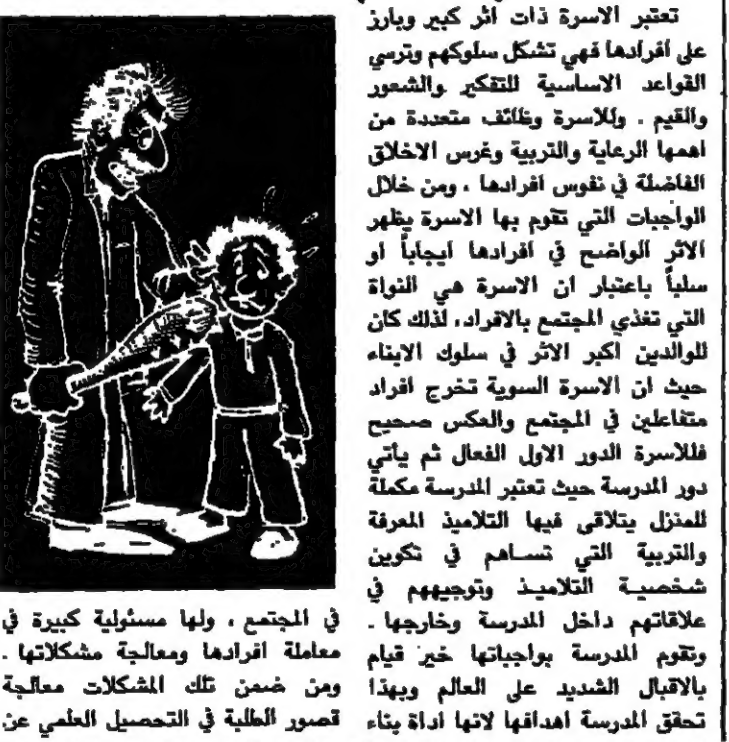 تعتبر الاسرة ذات اثر كبير وبارز
على افرادها فهي تشكل سلوكهم وترسي
القواعد الاساسية للتفكير والشعور
والقيم . وللاسرة وظائف متعددة من
اهمها الرعاية والتربية وغرس الاخلاق
الفاضلة في نفوس افرادها ، ومن خلال
الواجبات التي تقوم بها الاسرة يظهر
الاثر الواضح في افرادها ايجاباً او
سلباً باعتبار ان الاسرة هي النواة
التي تغذي المجتمع بالافراد، لذلك كان
للوالدين اكبر الاثر في سلوك الابناء
حيث ان الاسرة السوية تخرج افراد
متفاعلين في المجتمع والعكس صحيح
فللاسرة الدور الاول الفعال ثم يأتي
دور المدرسة حيث تعتبر المدرسة مكملة
للمنزل يتلاقى فيها التلاميذ المعرفة
والتربية التي تساهم في تكوين
شخصية التلاميذ وتوجيههم في
علاقاتهم داخل المدرسة وخارجها .
وتقوم المدرسة بواجباتها خير قيام
بالاقبال الشديد على العالم وبهذا
تحقق المدرسة اهدافها لانها اداة بناء
في المجتمع ، ولها مسئولية كبيرة في
معاملة افرادها ومعالجة مشكلاتها .
ومن ضمن تلك المشكلات معالجة
قصور الطلبة في التحصيل العلمي عن